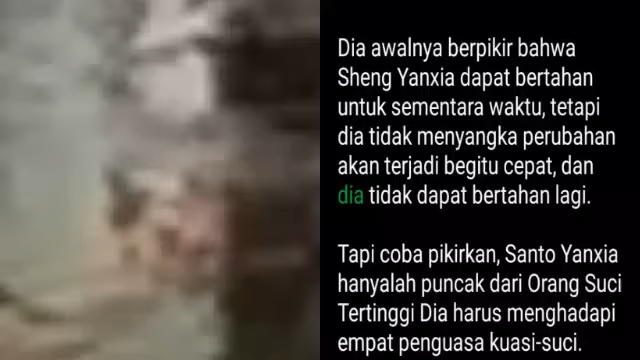 Dia awalnya berpikir bahwa
Sheng Yanxia dapat bertahan
untuk sementara waktu, tetapi
dia tidak menyangka perubahan
akan terjadi begitu cepat, dan
dia tidak dapat bertahan lagi.
Tapi coba pikirkan, Santo Yanxia
hanyalah puncak dari Orang Suci
Tertinggi Dia harus menghadapi
empat penguasa kuasi-suci.